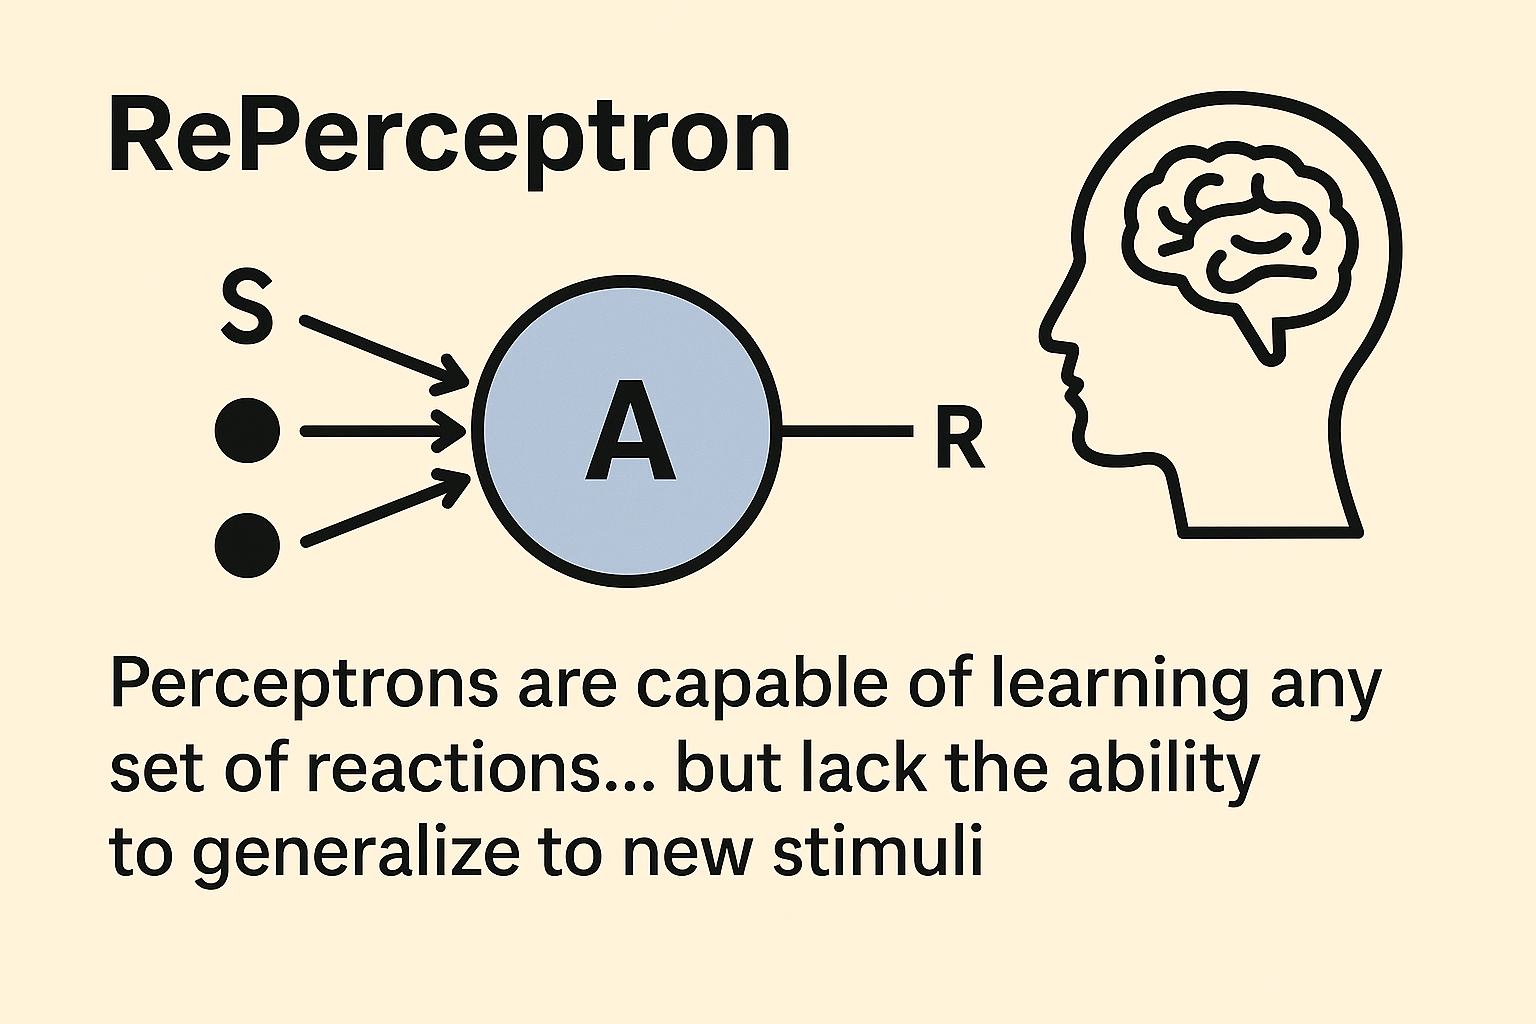 RePerceptron
S
A
R
Perceptrons are capable of learning any
set of reactions... but lack the ability
to generalize to new stimuli